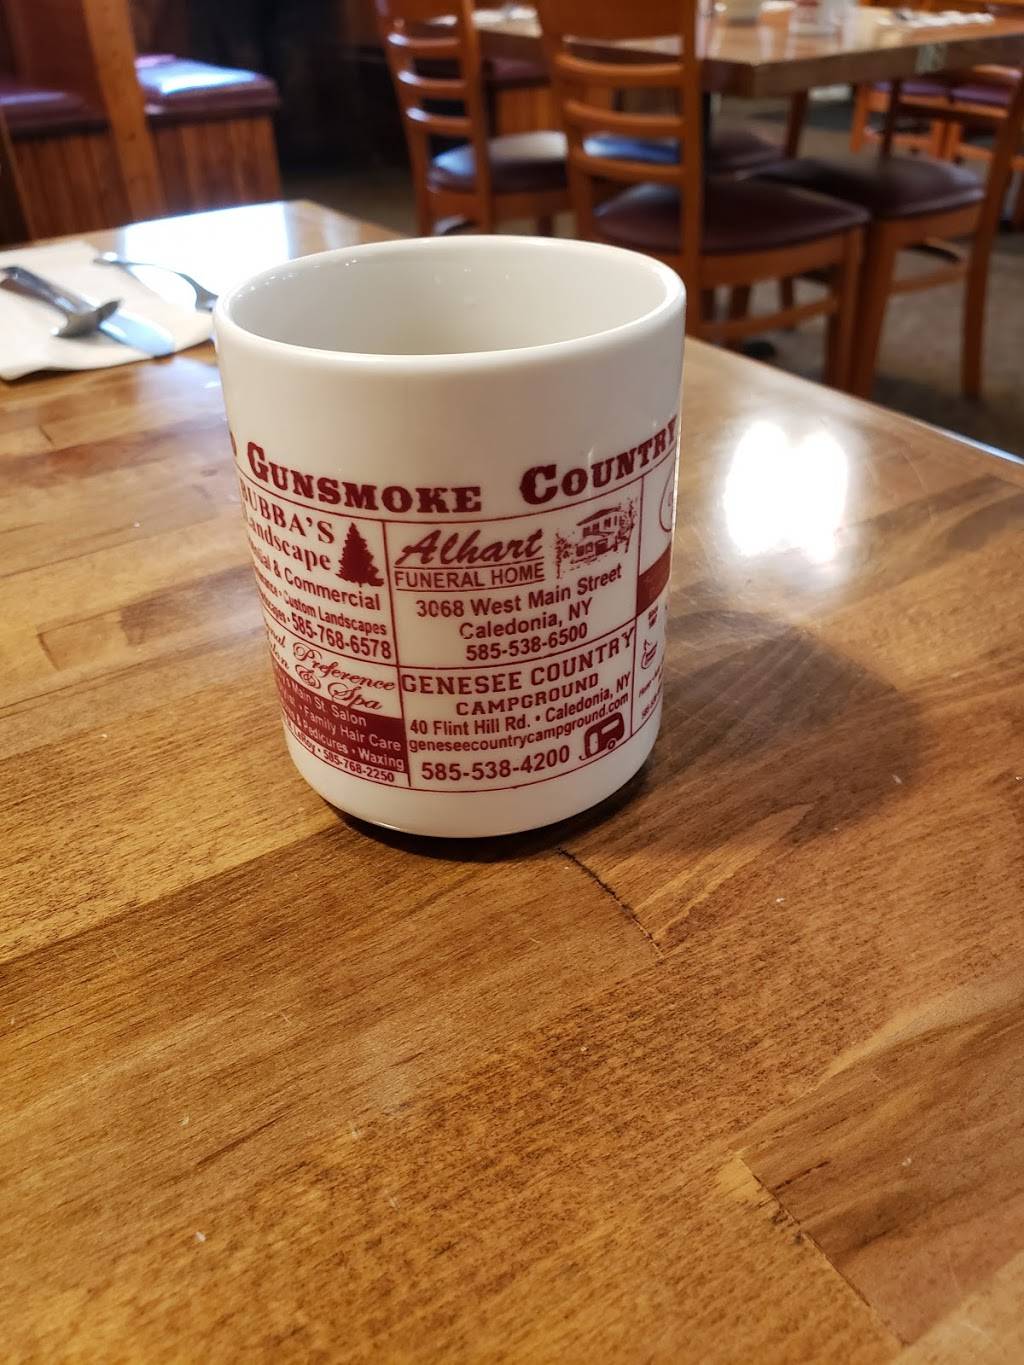 GUNSMOKE COUNTRY
BUBBA'S
Landscape
& Commercial
Custom Landscapes
585-768-6578
Preference
& Spa
Main St. Salon
Family Hair Care
& Pedicures • Waxing
LeRoy • 585-768-2250
Alhart
FUNERAL HOME
3068 West Main Street
Caledonia, NY
585-538-6500
GENESEE COUNTRY
CAMPGROUND
40 Flint Hill Rd. • Caledonia, NY
geneseecountrycampground.com
585-538-4200